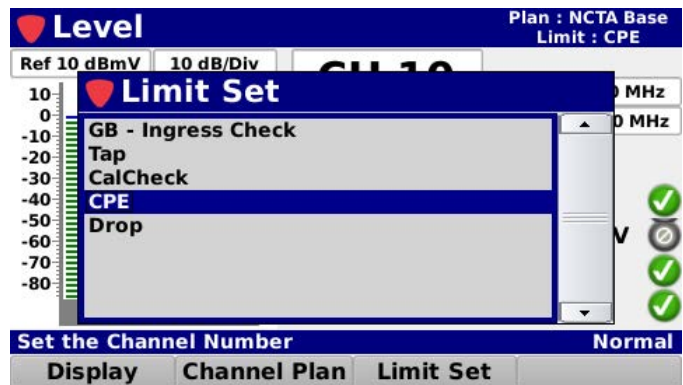 Level
Plan : NCTA Base
Limit : CPE
Ref 10 dBmV
10 dB/Div
10
0
-10
-20
-30
-40
-50
-60
-70
-80
Limit Set
MHz
0 MHz
GB - Ingress Check
Tap
CalCheck
CPE
Drop
V
Set the Channel Number
Normal
Display
Channel Plan
Limit Set